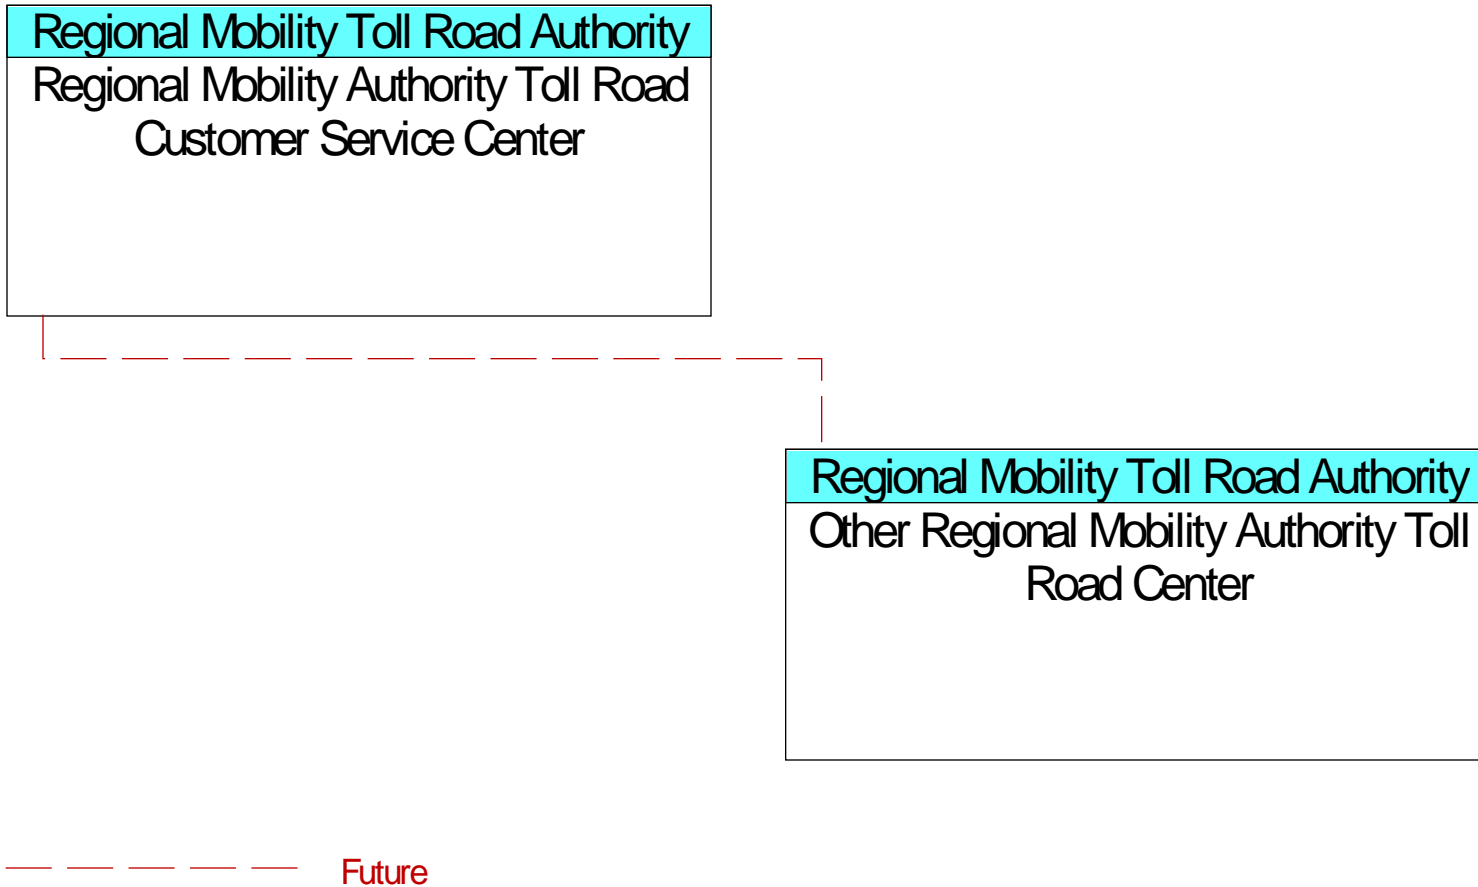 Regional Mobility Toll Road Authority
Regional Mobility Authority Toll Road
Customer Service Center
Regional Mobility Toll Road Authority
Other Regional Mobility Authority Toll
Road Center
Future